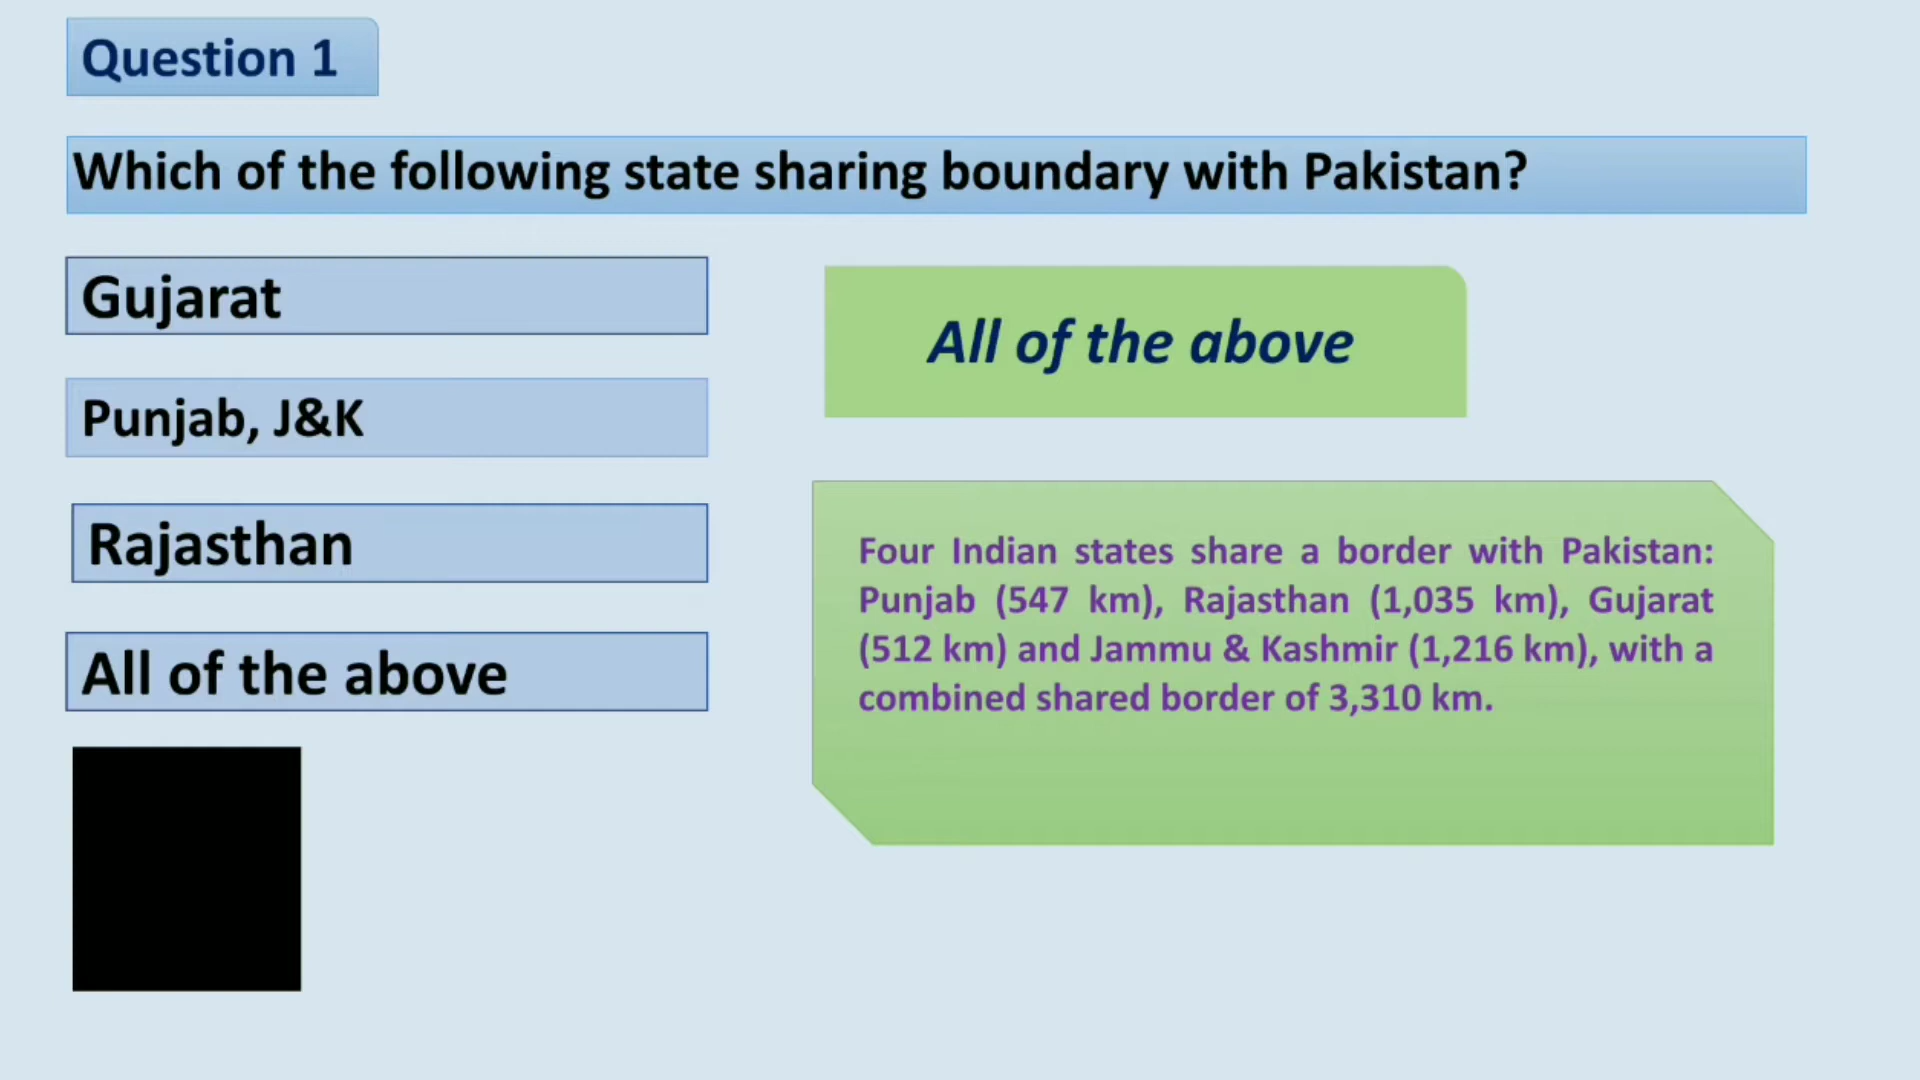 Question 1
Which of the following state sharing boundary with Pakistan?
Gujarat
Punjab, J&K
Rajasthan
All of the above
All of the above
Four Indian states share a border with Pakistan:
Punjab (547 km), Rajasthan (1,035 km), Gujarat
(512 km) and Jammu & Kashmir (1,216 km), with a
combined shared border of 3,310 km.